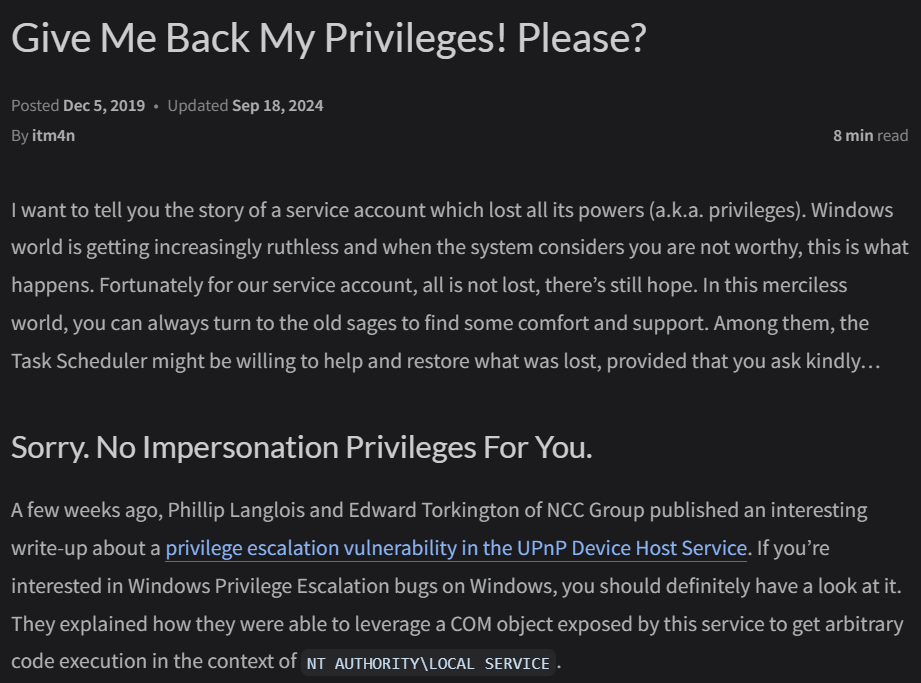 Give Me Back My Privileges! Please?
Posted Dec 5, 2019 • Updated Sep 18, 2024
By itm4n 8 min read
I want to tell you the story of a service account which lost all its powers (a.k.a. privileges). Windows
world is getting increasingly ruthless and when the system considers you are not worthy, this is what
happens. Fortunately for our service account, all is not lost, there’s still hope. In this merciless
world, you can always turn to the old sages to find some comfort and support. Among them, the
Task Scheduler might be willing to help and restore what was lost, provided that you ask kindly…
Sorry. No Impersonation Privileges For You.
A few weeks ago, Phillip Langlois and Edward Torkington of NCC Group published an interesting
write-up about a privilege escalation vulnerability in the UPnP Device Host Service. If you’re
interested in Windows Privilege Escalation bugs on Windows, you should definitely have a look at it.
They explained how they were able to leverage a COM object exposed by this service to get arbitrary
code execution in the context of NT AUTHORITY\LOCAL SERVICE.